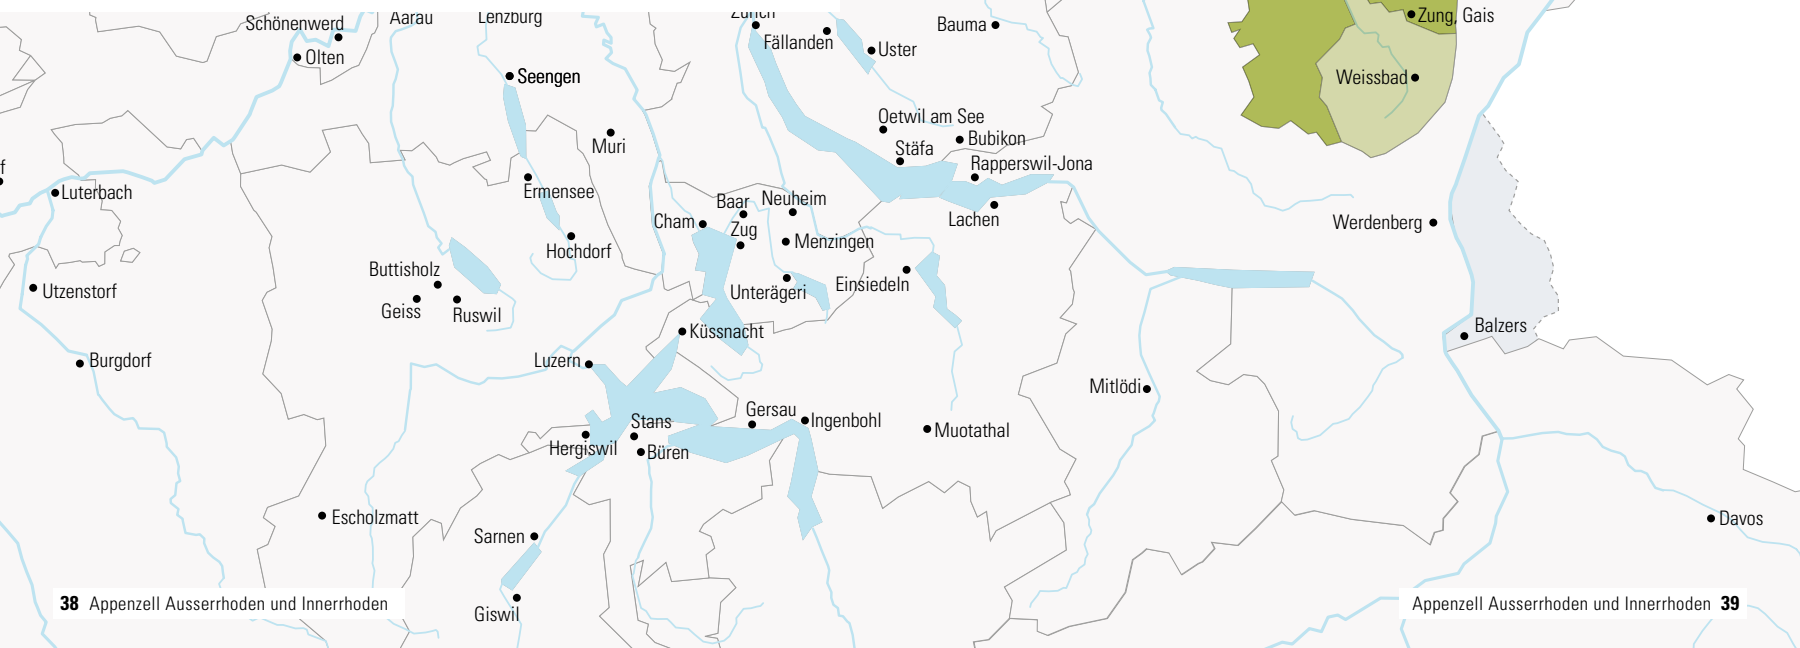 Schönenwerd
Aarau
Lenzburg
Zürich
Fällanden
Uster
Bauma
Zung, Gais
Olten
Seengen
Weissbad
Muri
Oetwil am See
Bubikon
Stäfa
Rapperswil-Jona
f
Luterbach
Ermensee
Baar
Neuheim
Cham
Zug
Lachen
Werdenberg
Hochdorf
Menzingen
Buttisholz
Utzenstorf
Geiss
Ruswil
Unterägeri
Einsiedeln
Küssnacht
Balzers
Burgdorf
Luzern
Mitlödi
Gersau
Ingenbohl
Stans
Muotathal
Hergiswil
Büren
Escholzmatt
Sarnen
Davos
Giswil
38 Appenzell Ausserrhoden und Innerrhoden
Appenzell Ausserrhoden und Innerrhoden 39